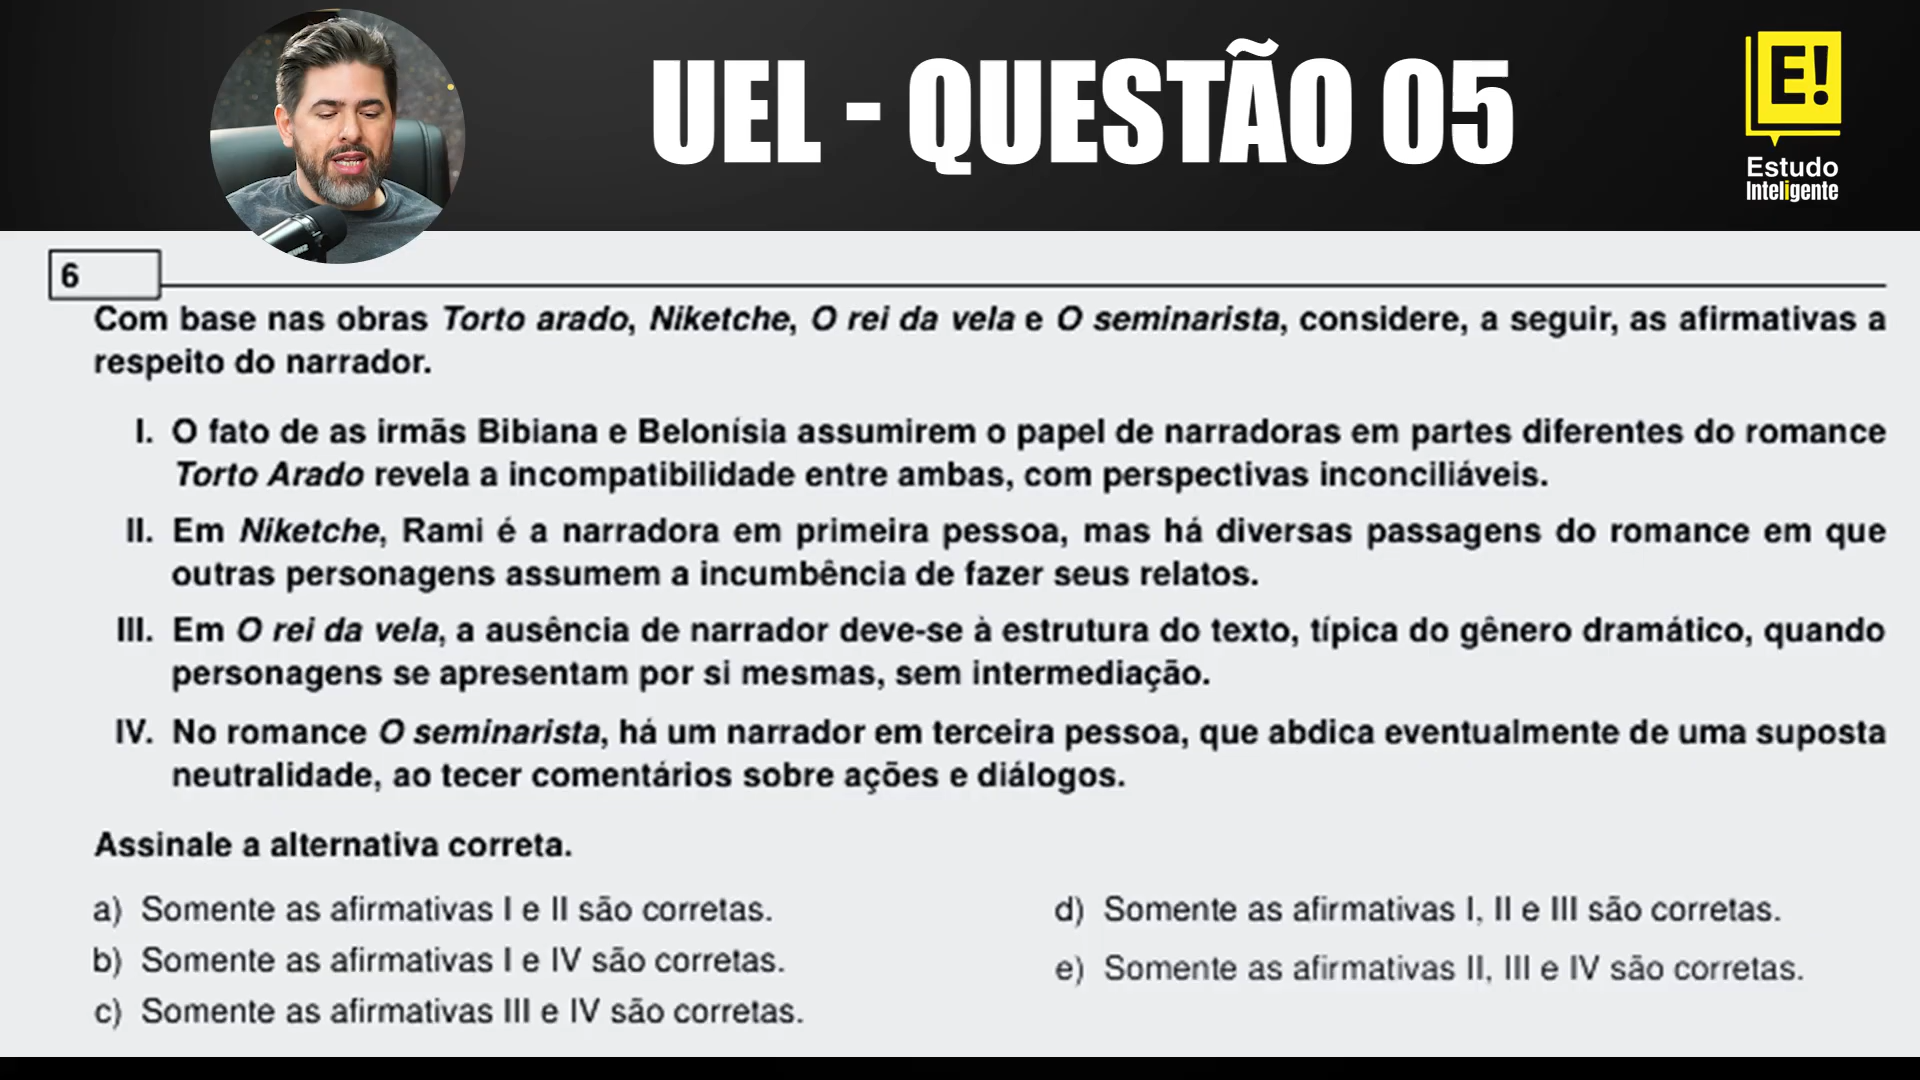 UEL - QUESTÃO 05
E!
Estudo
Inteligente
6
Com base nas obras Torto arado, Niketche, O rei da vela e O seminarista, considere, a seguir, as afirmativas a
respeito do narrador.
I. O fato de as irmãs Bibiana e Belonísia assumirem o papel de narradoras em partes diferentes do romance
Torto Arado revela a incompatibilidade entre ambas, com perspectivas inconciliáveis.
II. Em Niketche, Rami é a narradora em primeira pessoa, mas há diversas passagens do romance em que
outras personagens assumem a incumbência de fazer seus relatos.
III. Em O rei da vela, a ausência de narrador deve-se à estrutura do texto, típica do gênero dramático, quando
personagens se apresentam por si mesmas, sem intermediação.
IV. No romance O seminarista, há um narrador em terceira pessoa, que abdica eventualmente de uma suposta
neutralidade, ao tecer comentários sobre ações e diálogos.
Assinale a alternativa correta.
a) Somente as afirmativas I e II são corretas.
b) Somente as afirmativas I e IV são corretas.
c) Somente as afirmativas III e IV são corretas.
d) Somente as afirmativas I, II e III são corretas.
e) Somente as afirmativas II, III e IV são corretas.